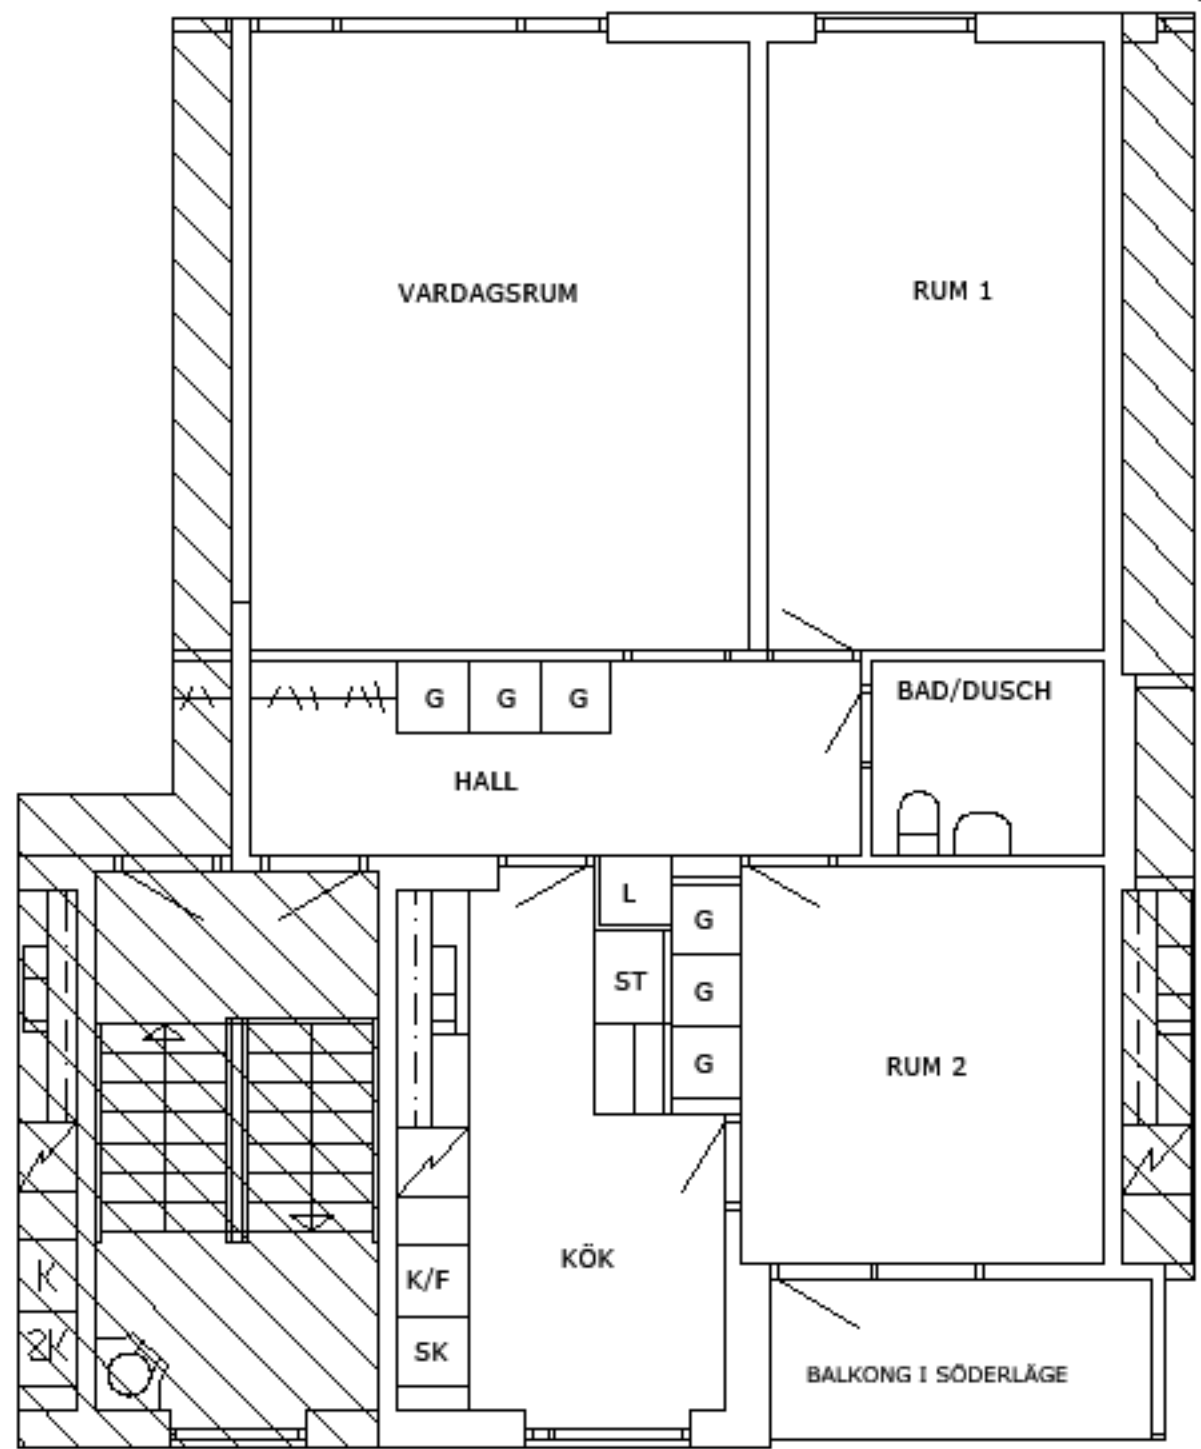 VARDAGSRUM
RUM 1
BAD/DUSCH
G G G
HALL
L
G
ST
G
G
RUM 2
KÖK
K/F
K
SK
BALKONG I SÖDERLÄGE